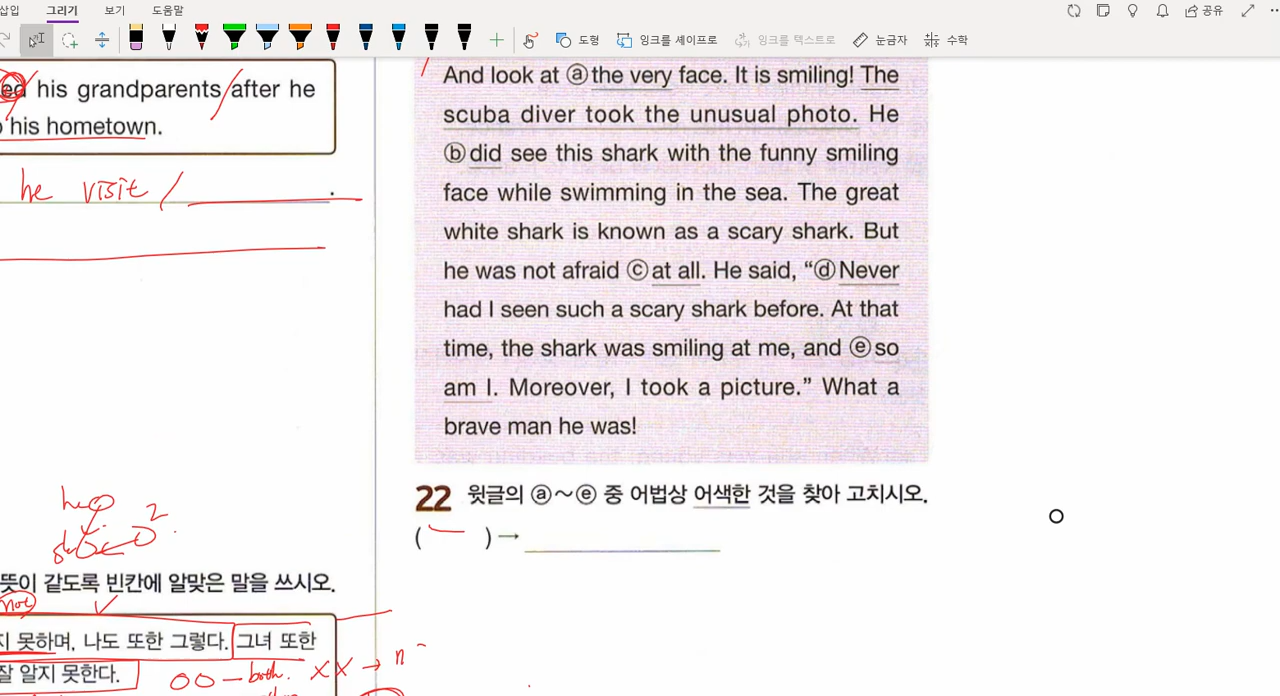 삽입 그리기 보기 도움말
도형 잉크를 셰이프로 잉크를 텍스트로 눈금자 수학 공유
ed his grandparents after he
his hometown.
he visit
And look at ⓐ the very face. It is smiling! The
scuba diver took the unusual photo. He
ⓑ did see this shark with the funny smiling
face while swimming in the sea. The great
white shark is known as a scary shark. But
he was not afraid ⓒ at all. He said, “ⓓ Never
had I seen such a scary shark before. At that
time, the shark was smiling at me, and ⓔ so
am I. Moreover, I took a picture.” What a
brave man he was!
22 윗글의 ⓐ~ⓔ 중 어법상 어색한 것을 찾아 고치시오.
( ) →
he
2
뜻이 같도록 빈칸에 알맞은 말을 쓰시오.
not
지 못하며, 나도 또한 그렇다. 그녀 또한
잘 알지 못한다.
OO - both. XX → n